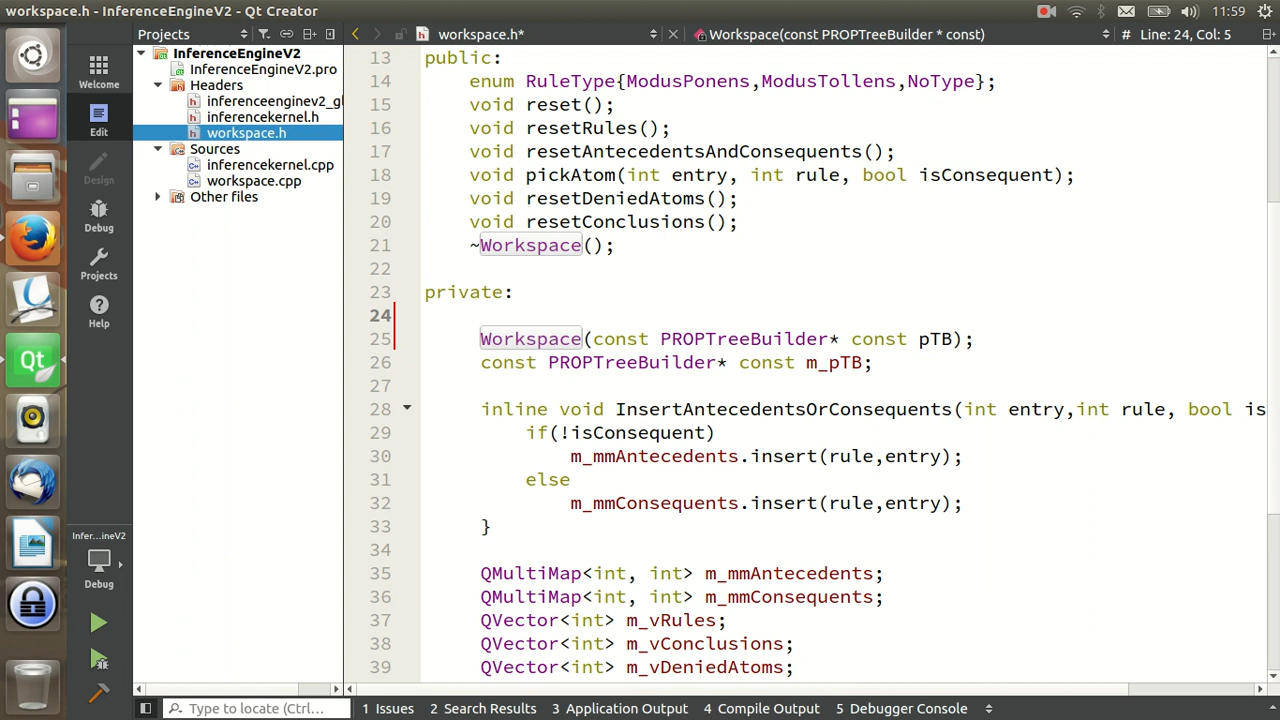 workspace.h - InferenceEngineV2 - Qt Creator
11:59
Projects
workspace.h*
Workspace(const PROPTreeBuilder * const)
# Line: 24, Col: 5
Welcome
Edit
Design
Debug
Projects
Help
Infer...ineV2
Debug
InferenceEngineV2
InferenceEngineV2.pro
Headers
inferenceenginev2_gl
inferencekernel.h
workspace.h
Sources
inferencekernel.cpp
workspace.cpp
Other files
13 public:
14 enum RuleType{ModusPonens,ModusTollens,NoType};
15 void reset();
16 void resetRules();
17 void resetAntecedentsAndConsequents();
18 void pickAtom(int entry, int rule, bool isConsequent);
19 void resetDeniedAtoms();
20 void resetConclusions();
21 ~Workspace();
22
23 private:
24
25 Workspace(const PROPTreeBuilder* const pTB);
26 const PROPTreeBuilder* const m_pTB;
27
28 inline void InsertAntecedentsOrConsequents(int entry,int rule, bool is
29 if(!isConsequent)
30 m_mmAntecedents.insert(rule,entry);
31 else
32 m_mmConsequents.insert(rule,entry);
33 }
34
35 QMultiMap<int, int> m_mmAntecedents;
36 QMultiMap<int, int> m_mmConsequents;
37 QVector<int> m_vRules;
38 QVector<int> m_vConclusions;
39 QVector<int> m_vDeniedAtoms;
Type to locate (Ctrl...
1 Issues
2 Search Results
3 Application Output
4 Compile Output
5 Debugger Console